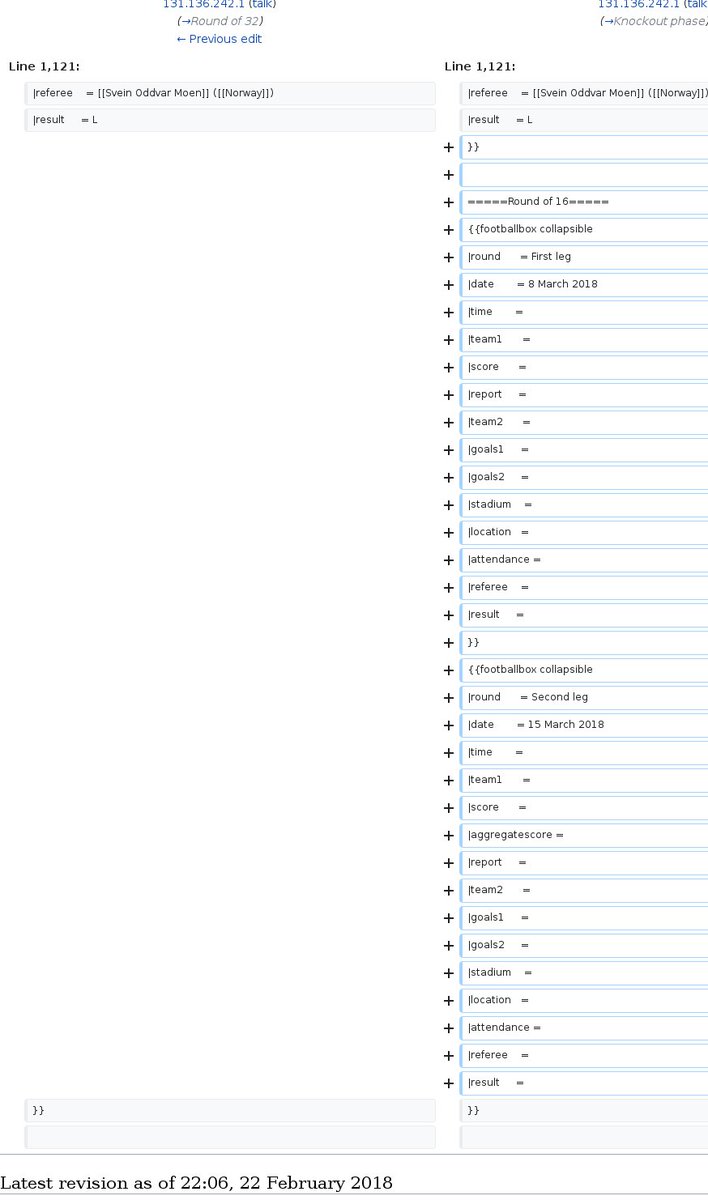 131.136.242.1 (talk)
(→Round of 32)
← Previous edit
131.136.242.1 (talk)
(→Knockout phase)
Line 1,121:
Line 1,121:
|referee = [[Svein Oddvar Moen]] ([[Norway]])
|referee = [[Svein Oddvar Moen]] ([[Norway]])
|result = L
|result = L
+ }}
+
+ =====Round of 16=====
+ {{footballbox collapsible
+ |round = First leg
+ |date = 8 March 2018
+ |time =
+ |team1 =
+ |score =
+ |report =
+ |team2 =
+ |goals1 =
+ |goals2 =
+ |stadium =
+ |location =
+ |attendance =
+ |referee =
+ |result =
+ }}
+ {{footballbox collapsible
+ |round = Second leg
+ |date = 15 March 2018
+ |time =
+ |team1 =
+ |score =
+ |aggregatescore =
+ |report =
+ |team2 =
+ |goals1 =
+ |goals2 =
+ |stadium =
+ |location =
+ |attendance =
+ |referee =
+ |result =
}}
}}
Latest revision as of 22:06, 22 February 2018